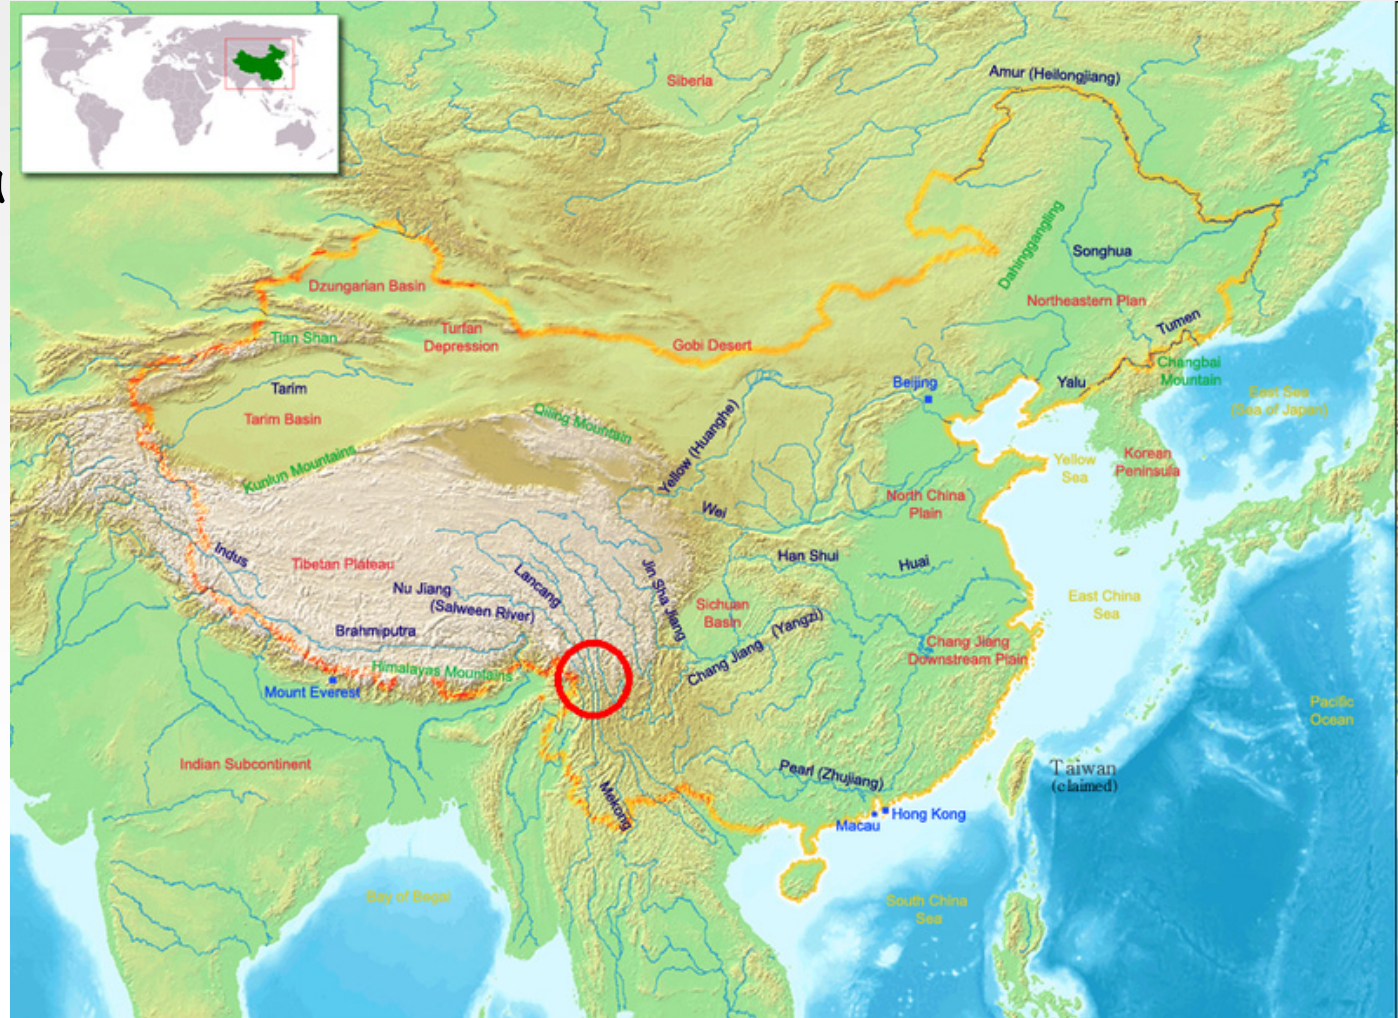 Siberia
Amur (Heilongjiang)
Dahinggangling
Songhua
Dzungarian Basin
Northeastern Plan
Turfan
Depression
Tian Shan
Gobi Desert
Tumen
Changbai
Mountain
Yalu
Beijing
Tarim
Tarim Basin
East Sea
(Sea of Japan)
Qiling Mountain
Yellow (Huanghe)
Kunlun Mountains
Yellow
Sea
Korean
Peninsula
North China
Plain
Wei
Indus
Tibetan Plateau
Han Shui
Huai
Nu Jiang
(Salween River)
Lancang
Jin Sha Jiang
Sichuan
Basin
East China
Sea
Brahmiputra
Chang Jiang (Yangzi)
Chang Jiang
Downstream Plain
Himalayas Mountains
Mount Everest
Pacific
Ocean
Indian Subcontinent
Pearl (Zhujiang)
Taiwan
(claimed)
Mekong
Macau
Hong Kong
Bay of Begal
South China
Sea